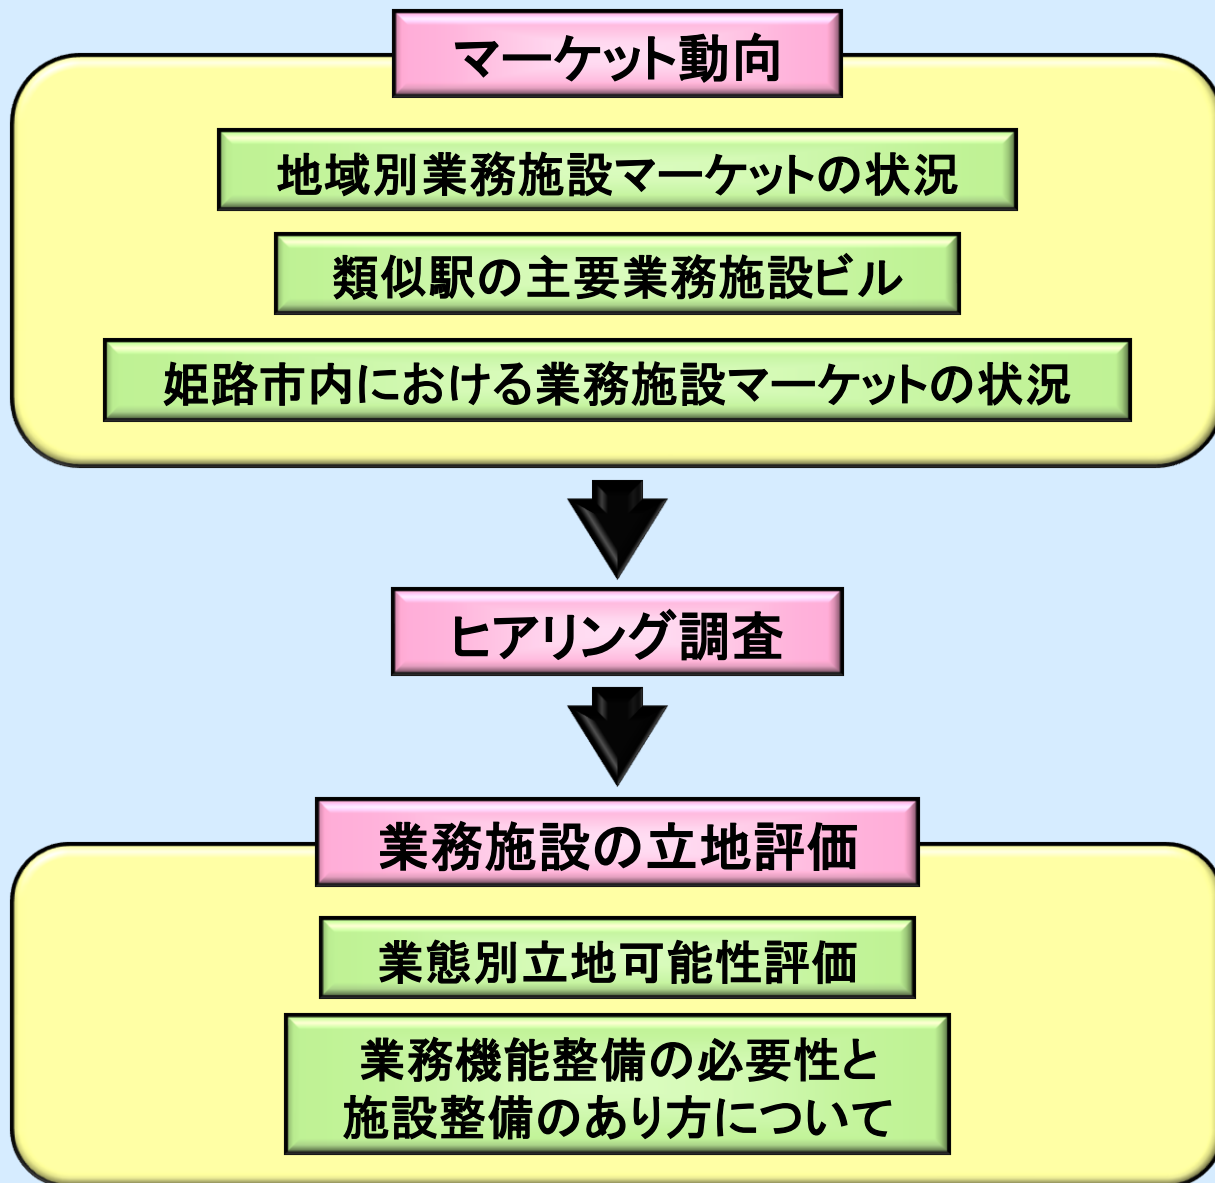 マーケット動向
地域別業務施設マーケットの状況
類似駅の主要業務施設ビル
姫路市内における業務施設マーケットの状況
ヒアリング調査
業務施設の立地評価
業態別立地可能性評価
業務機能整備の必要性と
施設整備のあり方について